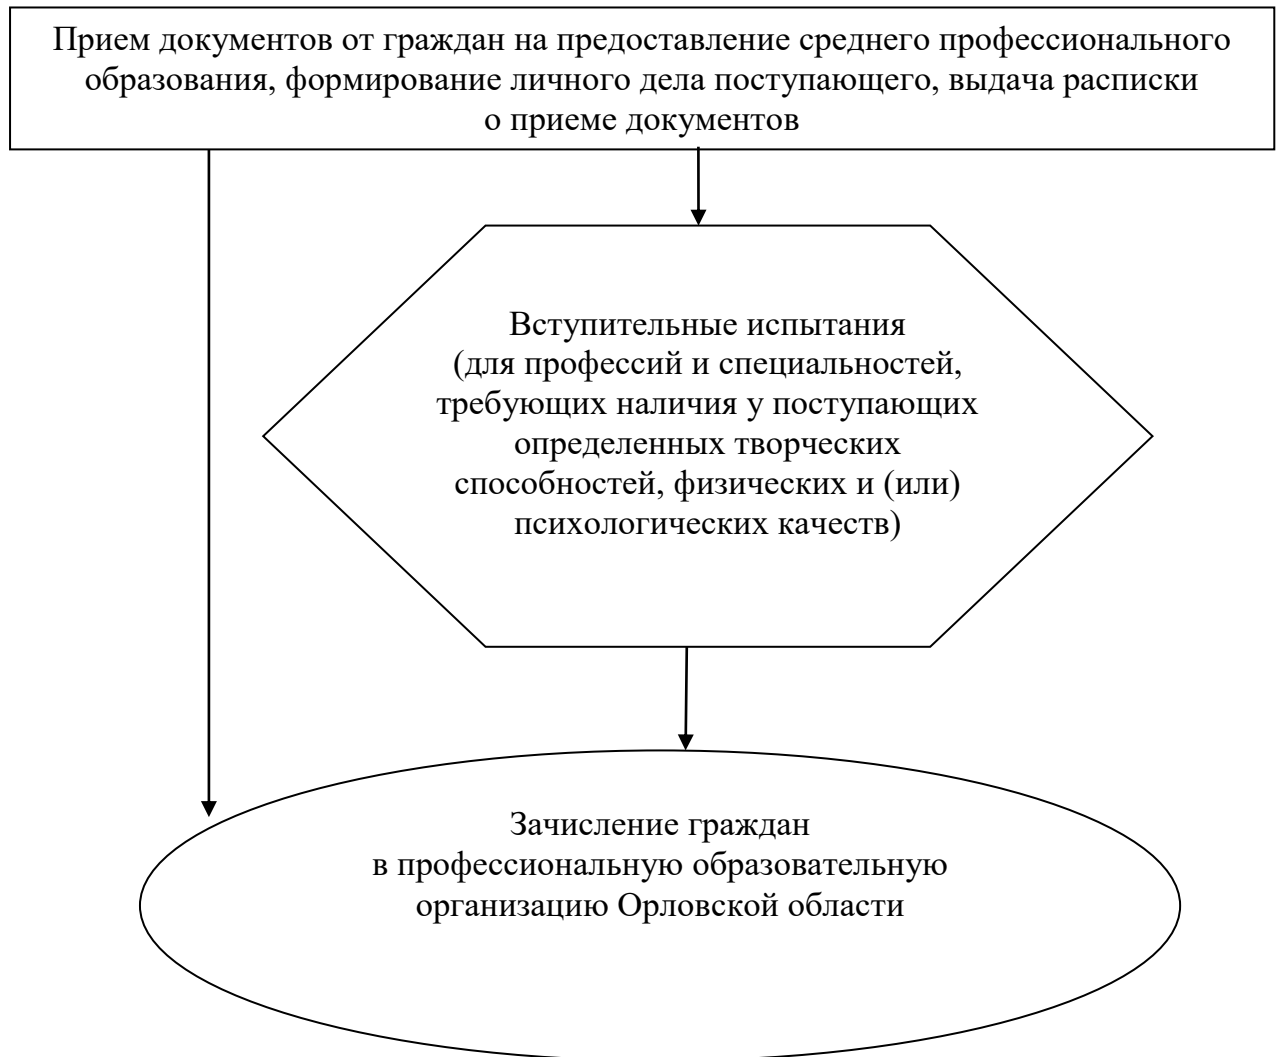 Прием документов от граждан на предоставление среднего профессионального
образования, формирование личного дела поступающего, выдача расписки
о приеме документов
Вступительные испытания
(для профессий и специальностей,
требующих наличия у поступающих
определенных творческих
способностей, физических и (или)
психологических качеств)
Зачисление граждан
в профессиональную образовательную
организацию Орловской области